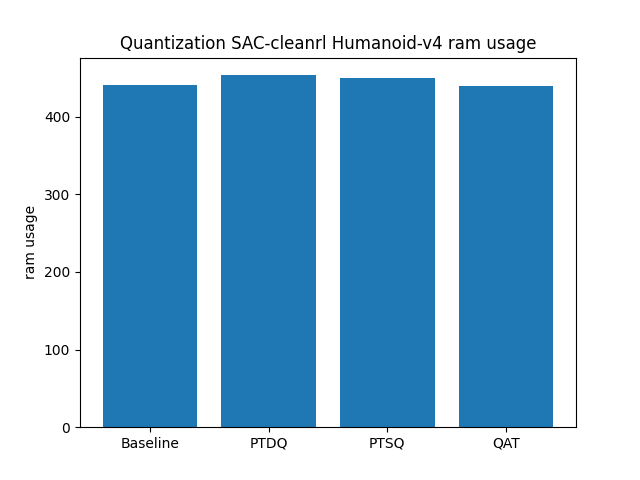 Quantization SAC-cleanrl Humanoid-v4 ram usage
ram usage
400
300
200
100
0
Baseline PTDQ PTSQ QAT